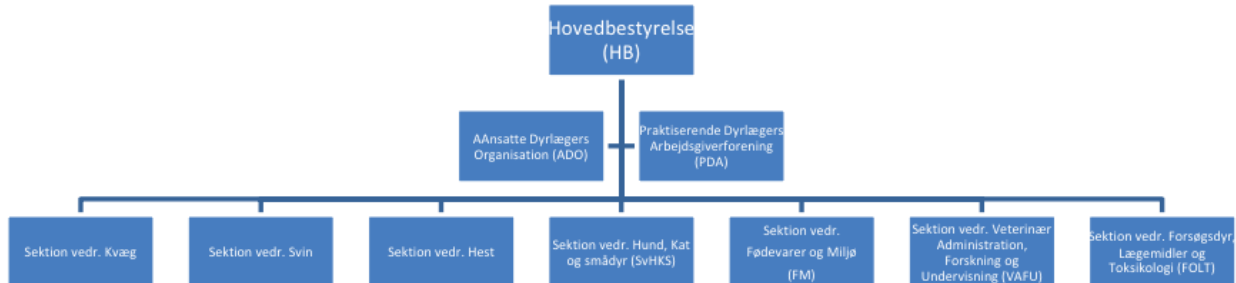 Hovedbestyrelse
(HB)
AAnsatte Dyrlægers
Organisation (ADO)
Praktiserende Dyrlægers
Arbejdsgiverforening
(PDA)
Sektion vedr. Kvæg
Sektion vedr. Svin
Sektion vedr. Hest
Sektion vedr. Hund, Kat
og smådyr (SvHKS)
Sektion vedr.
Fødevarer og Miljø
(FM)
Sektion vedr. Veterinær
Administration,
Forskning og
Undervisning (VAFU)
Sektion vedr. Forsøgsdyr,
Lægemidler og
Toksikologi (FOLT)